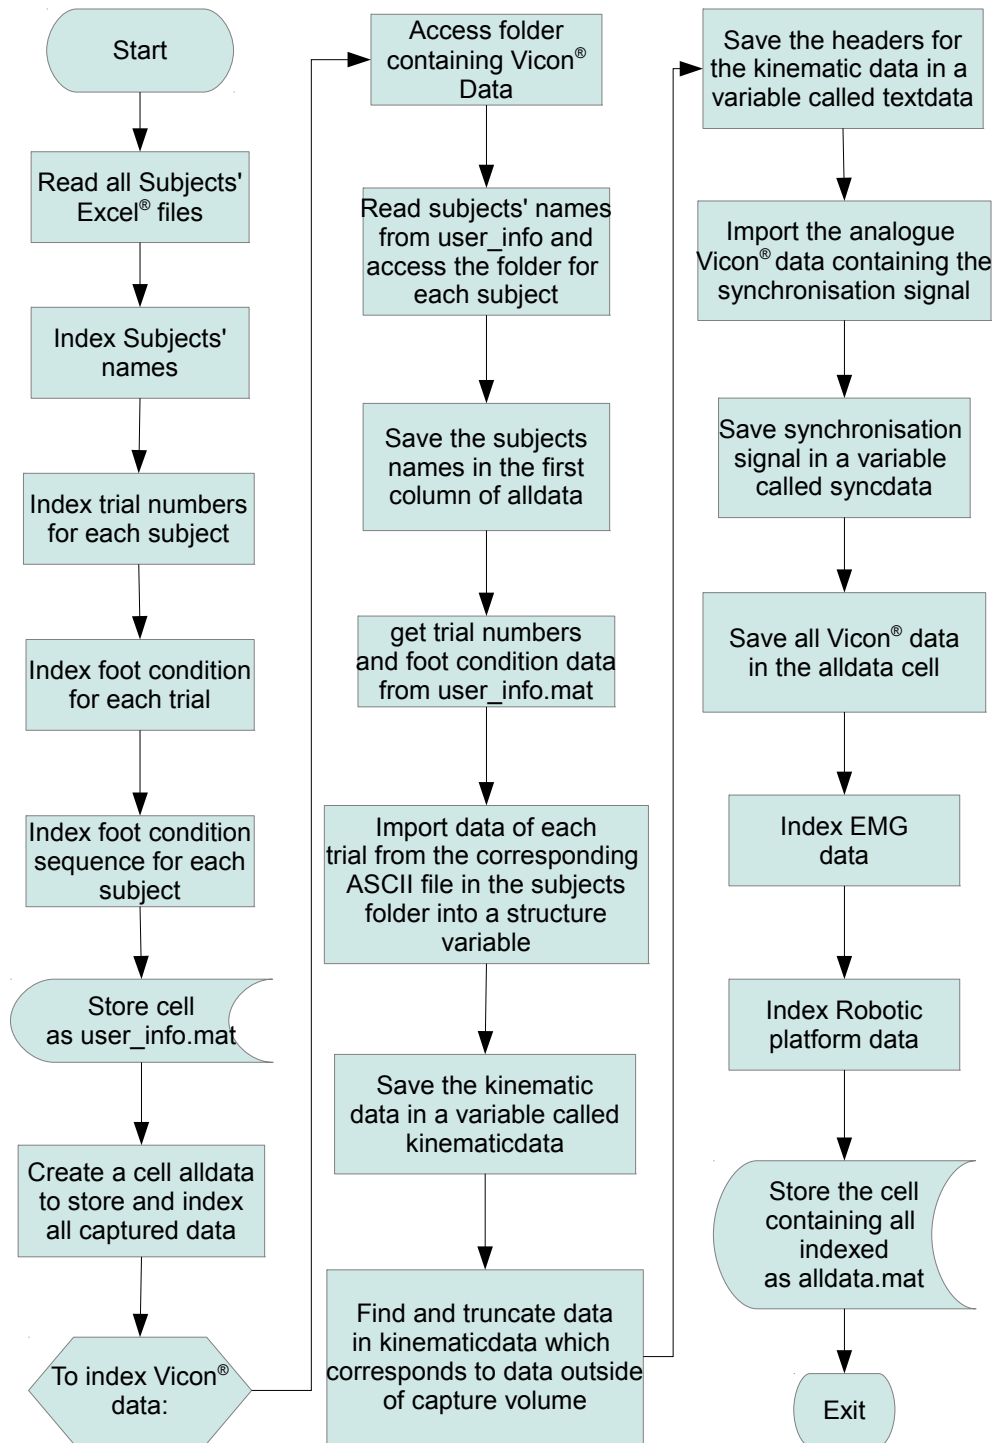 Start
Read all Subjects'
Excel® files
Index Subjects'
names
Index trial numbers
for each subject
Index foot condition
for each trial
Index foot condition
sequence for each
subject
Store cell
as user_info.mat
Create a cell alldata
to store and index
all captured data
To index Vicon®
data:
Access folder
containing Vicon®
Data
Read subjects' names
from user_info and
access the folder for
each subject
Save the subjects
names in the first
column of alldata
get trial numbers
and foot condition data
from user_info.mat
Import data of each
trial from the corresponding
ASCII file in the subjects
folder into a structure
variable
Save the kinematic
data in a variable called
kinematicdata
Find and truncate data
in kinematicdata which
corresponds to data outside
of capture volume
Save the headers for
the kinematic data in a
variable called textdata
Import the analogue
Vicon® data containing the
synchronisation signal
Save synchronisation
signal in a variable
called syncdata
Save all Vicon® data
in the alldata cell
Index EMG
data
Index Robotic
platform data
Store the cell
containing all
indexed
as alldata.mat
Exit